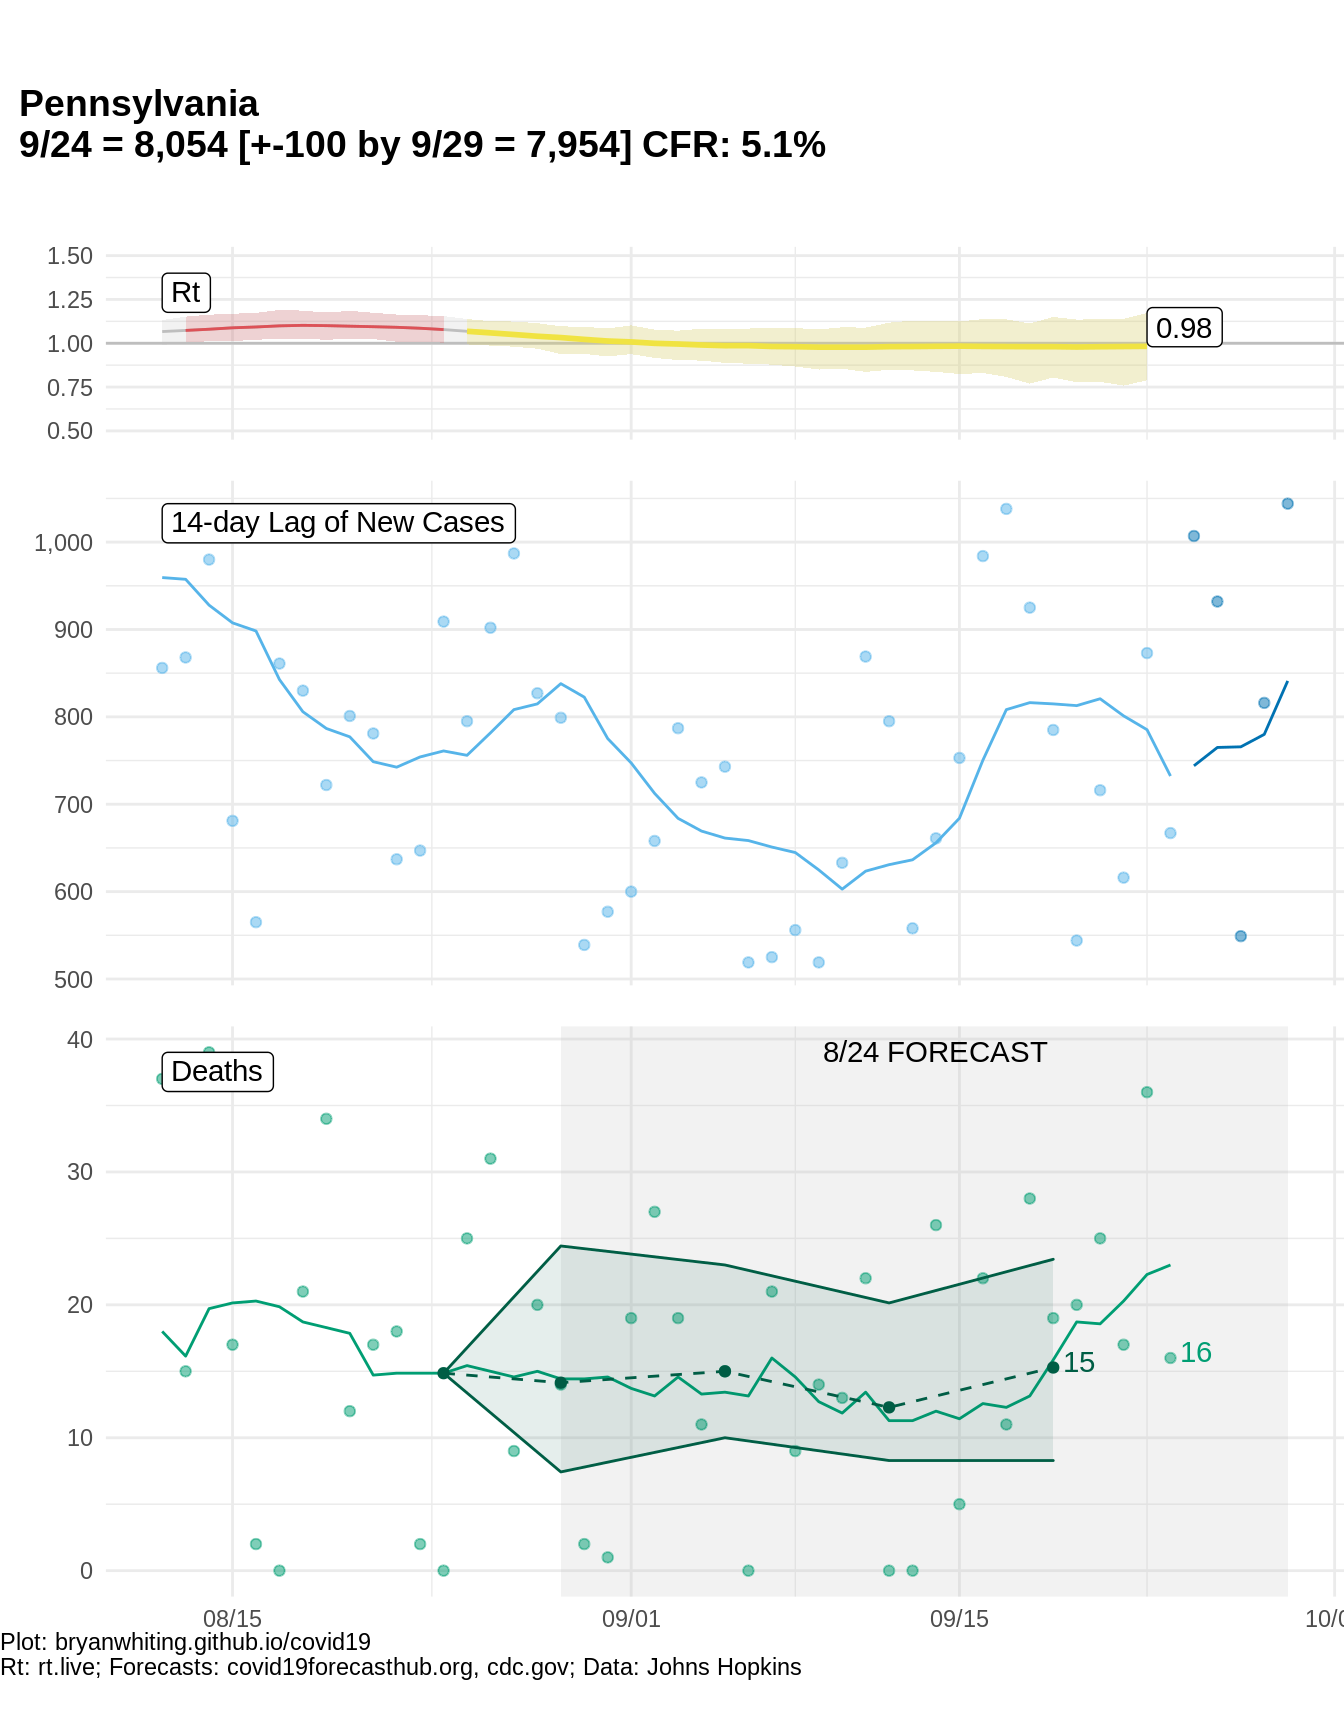 Pennsylvania
9/24 = 8,054 [+-100 by 9/29 = 7,954] CFR: 5.1%
1.50
1.25
1.00
0.75
0.50
Rt
0.98
14-day Lag of New Cases
1,000
900
800
700
600
500
40
30
20
10
0
Deaths
8/24 FORECAST
15
16
08/15
09/01
09/15
10/0
Plot: bryanwhiting.github.io/covid19
Rt: rt.live; Forecasts: covid19forecasthub.org, cdc.gov; Data: Johns Hopkins